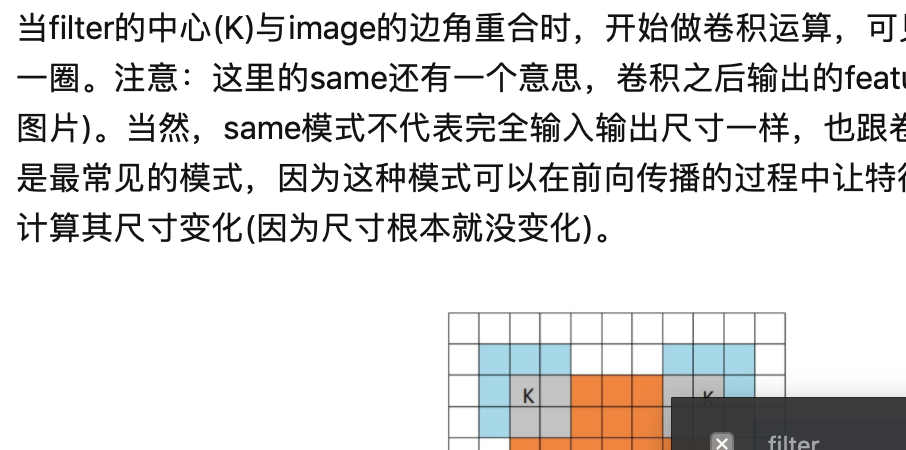 当filter的中心(K)与image的边角重合时，开始做卷积运算，可
一圈。注意：这里的same还有一个意思，卷积之后输出的featu
图片)。当然，same模式不代表完全输入输出尺寸一样，也跟卷
是最常见的模式，因为这种模式可以在前向传播的过程中让特
计算其尺寸变化(因为尺寸根本就没变化)。
K
K
filter